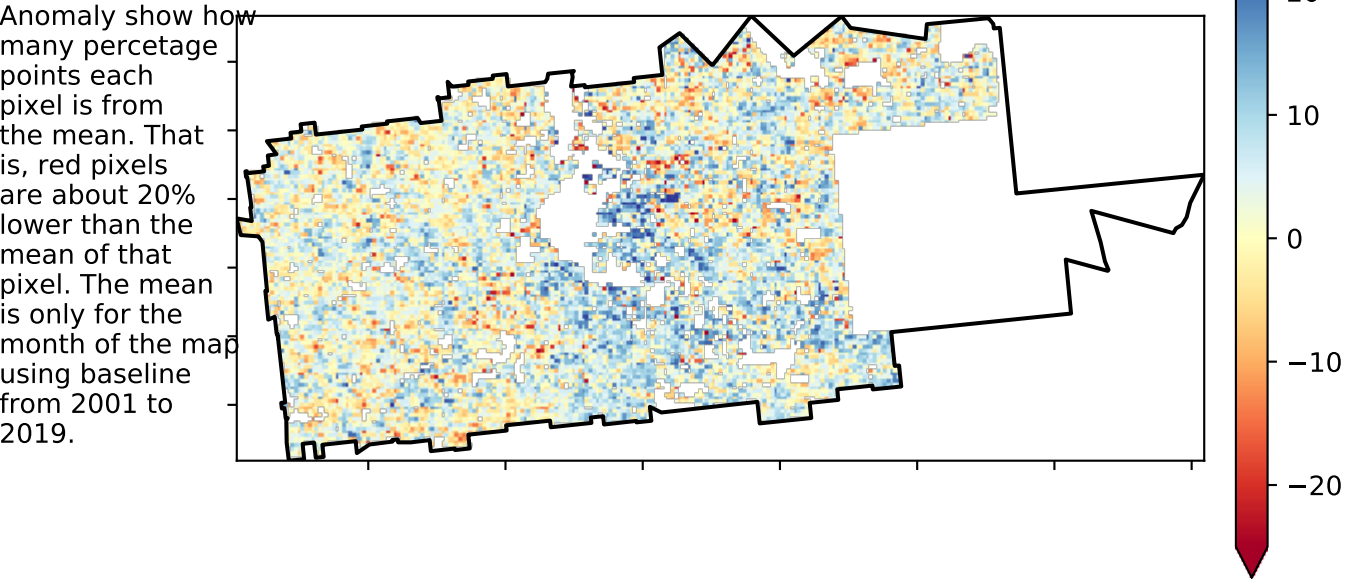 Anomaly show how
many percetage
points each
pixel is from
the mean. That
is, red pixels
are about 20%
lower than the
mean of that
pixel. The mean
is only for the
month of the map
using baseline
from 2001 to
2019.
10
0
−10
−20